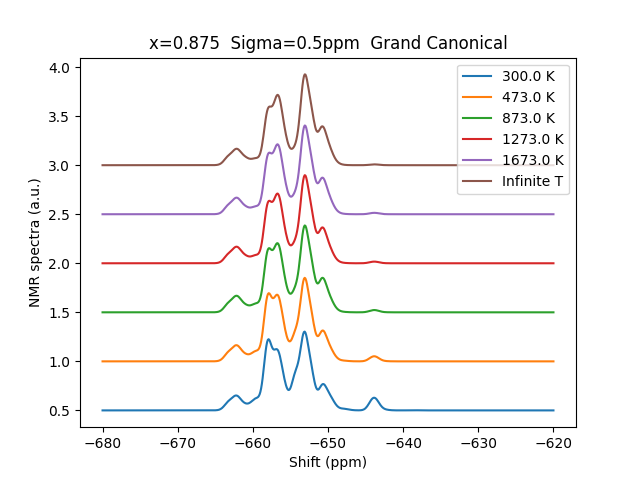 x=0.875  Sigma=0.5ppm  Grand Canonical
4.0
3.5
3.0
2.5
2.0
1.5
1.0
0.5
NMR spectra (a.u.)
300.0 K
473.0 K
873.0 K
1273.0 K
1673.0 K
Infinite T
−680
−670
−660
−650
−640
−630
−620
Shift (ppm)